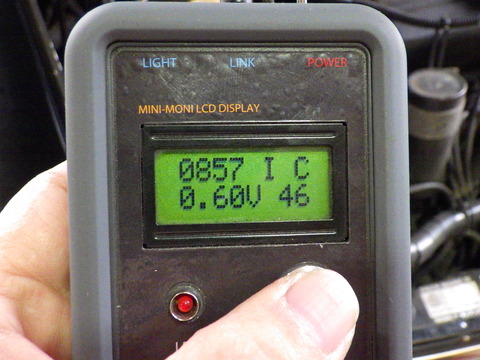 LIGHT LINK POWER
MINI-MONI LCD DISPLAY
0857 I C
0.60V 46